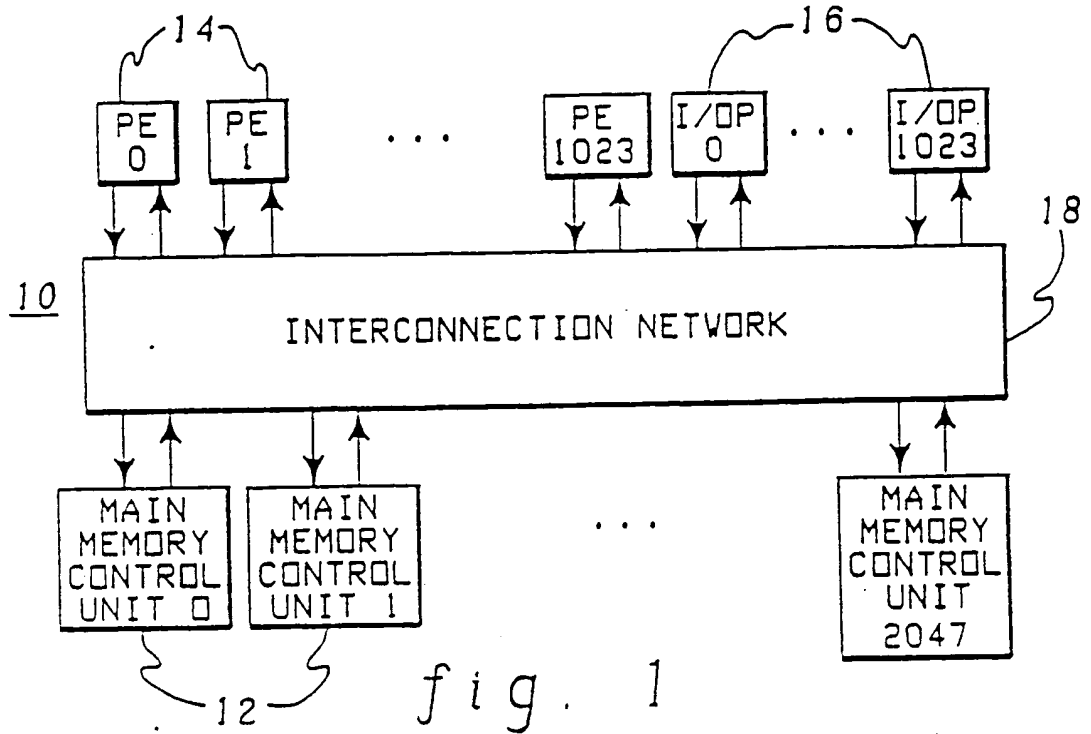 14
16
PE
0
PE
1
. . .
PE
1023
I/OP
0
. . .
I/OP
1023
18
10
INTERCONNECTION NETWORK
MAIN
MEMORY
CONTROL
UNIT 0
MAIN
MEMORY
CONTROL
UNIT 1
. . .
MAIN
MEMORY
CONTROL
UNIT
2047
12
fig. 1